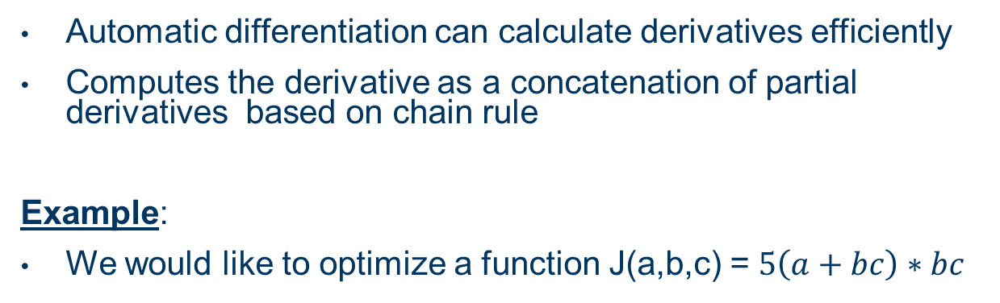 • Automatic differentiation can calculate derivatives efficiently
• Computes the derivative as a concatenation of partial
derivatives  based on chain rule
Example:
• We would like to optimize a function J(a,b,c) = 5(a + bc) * bc